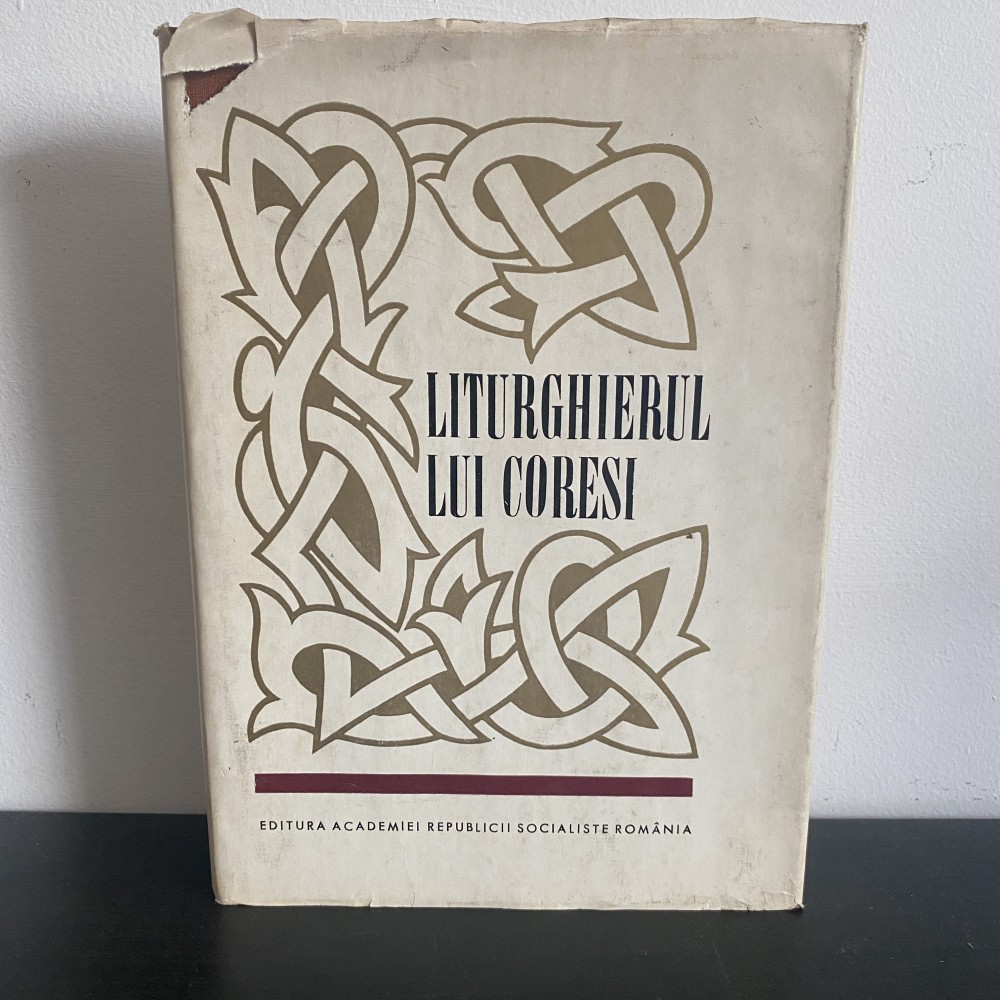 LITURGHIERUL
LUI CORESI
EDITURA ACADEMIEI REPUBLICII SOCIALISTE ROMÂNIA